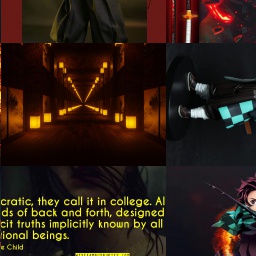 cratic, they call it in college. Al
ds of back and forth, designed
cit truths implicitly known by all
ional beings.
e Child